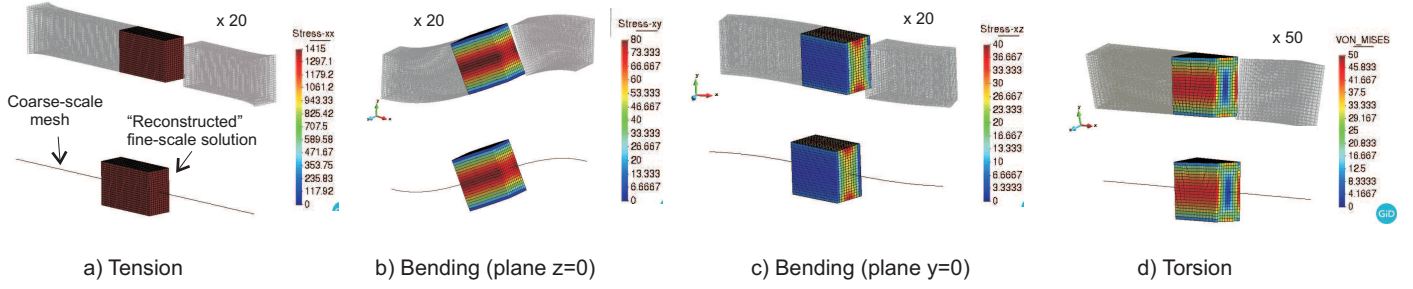 x 20
Stress-xx
1415
1297.1
1179.2
1061.2
943.33
825.42
707.5
589.58
471.67
353.75
235.83
117.92
0
Coarse-scale
mesh
“Reconstructed”
fine-scale solution
a) Tension
x 20
Stress-xy
80
73.333
66.667
60
53.333
46.667
40
33.333
26.667
20
13.333
6.6667
0
y
x
b) Bending (plane z=0)
x 20
Stress-xz
40
36.667
33.333
30
26.667
23.333
20
16.667
13.333
10
6.6667
3.3333
0
y
x
c) Bending (plane y=0)
x 50
VON_MISES
50
45.833
41.667
37.5
33.333
29.167
25
20.833
16.667
12.5
8.3333
4.1667
0
y
x
GiD
d) Torsion